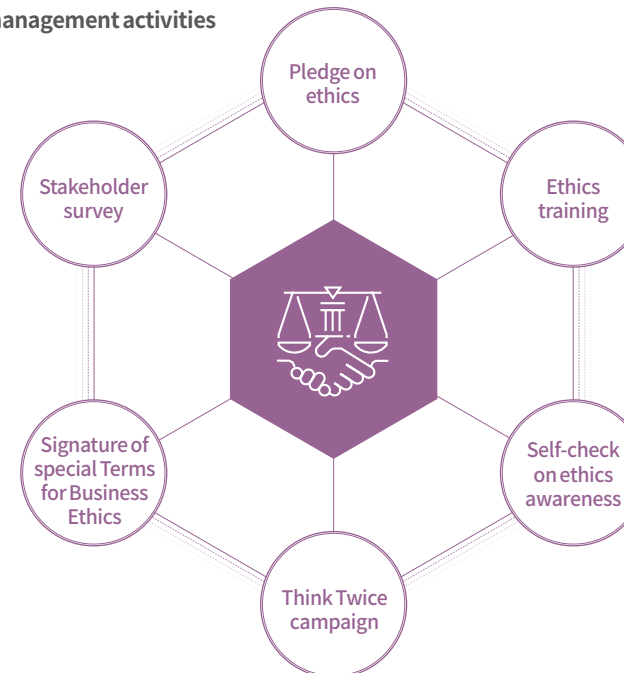 management activities
Pledge on
ethics
Stakeholder
survey
Ethics
training
Signature of
special Terms
for Business
Ethics
Self-check
on ethics
awareness
Think Twice
campaign